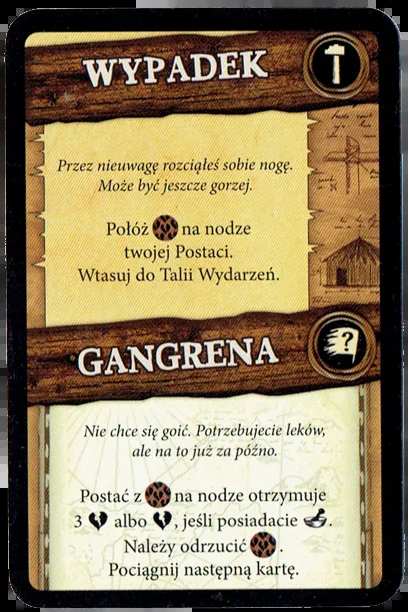 WYPADEK
Przez nieuwagę rozciąłeś sobie nogę.
Może być jeszcze gorzej.
Połóż na nodze
twojej Postaci.
Wtasuj do Talii Wydarzeń.
GANGRENA
?
Nie chce się goić. Potrzebujecie leków,
ale na to już za późno.
Postać z na nodze otrzymuje
3 albo , jeśli posiadacie .
Należy odrzucić .
Pociągnij następną kartę.